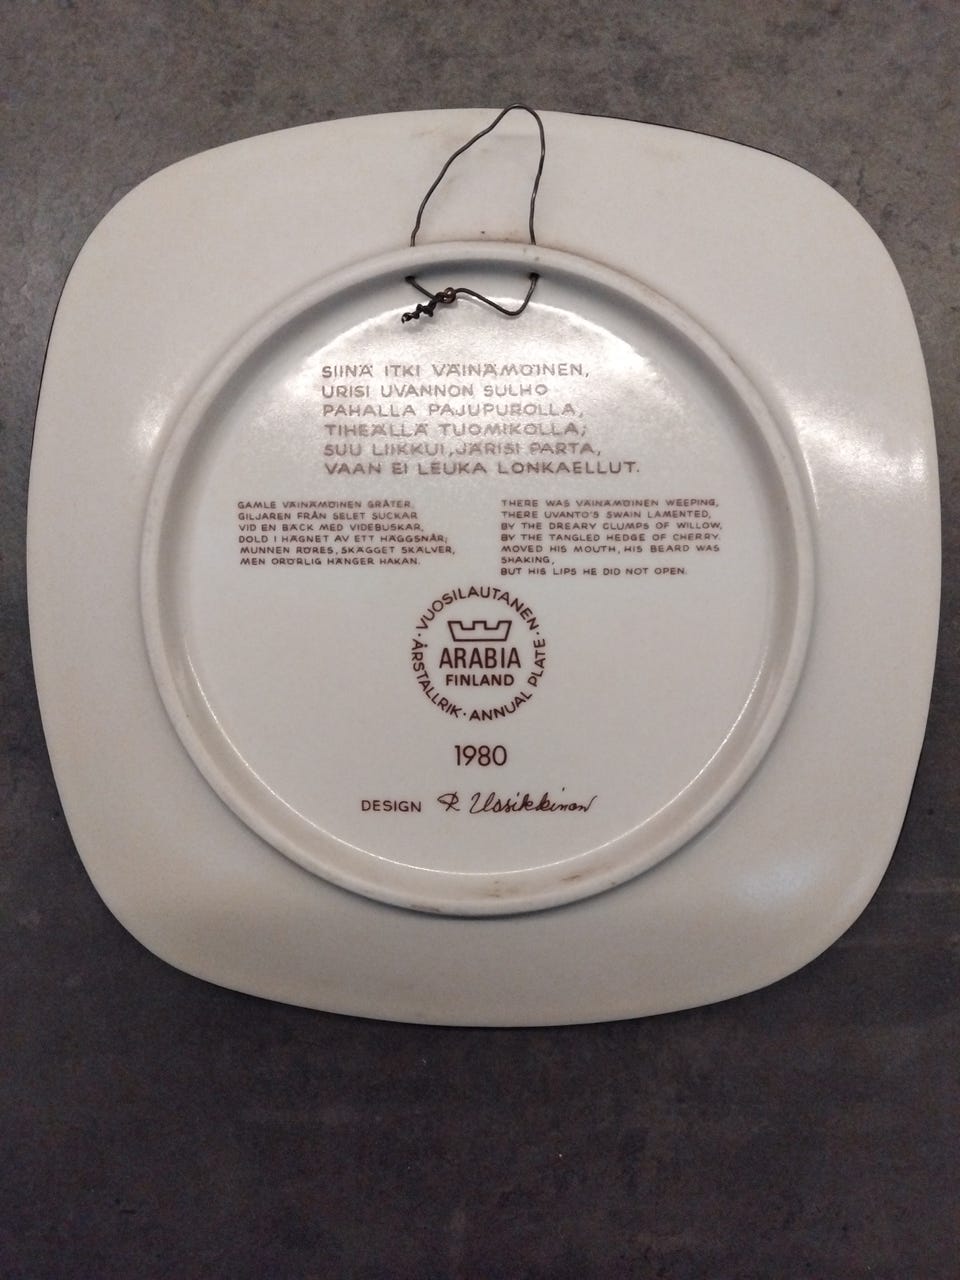 SIINÄ ITKI VÄINÄMÖINEN,
URISI UVANNON SULHO
PAHALLA PAJUPUROLLA,
TIHEÄLLÄ TUOMIKOLLA;
SUU LIIKKUI, JÄRISI PARTA,
VAAN EI LEUKA LONKAELLUT.
GAMLE VÄINÄMÖINEN GRÅTER,
GILJAREN FRÅN SELET SUCKAR
VID EN BÄCK MED VIDEBUSKAR,
DOLD I HÄGNET AV ETT HÄGGSNÅR;
MUNNEN RÖRES, SKÄGGET SKÄLVER,
MEN ORÖRLIG HÄNGER HAKAN.
THERE WAS VÄINÄMÖINEN WEEPING,
THERE UVANTO'S SWAIN LAMENTED,
BY THE DREARY CLUMPS OF WILLOW,
BY THE TANGLED HEDGE OF CHERRY.
MOVED HIS MOUTH, HIS BEARD WAS
SHAKING,
BUT HIS LIPS HE DID NOT OPEN.
· VUOSILAUTANEN · ANNUAL PLATE · ÅRSTALLRIK
ARABIA
FINLAND
1980
DESIGN R. Uosikkinen